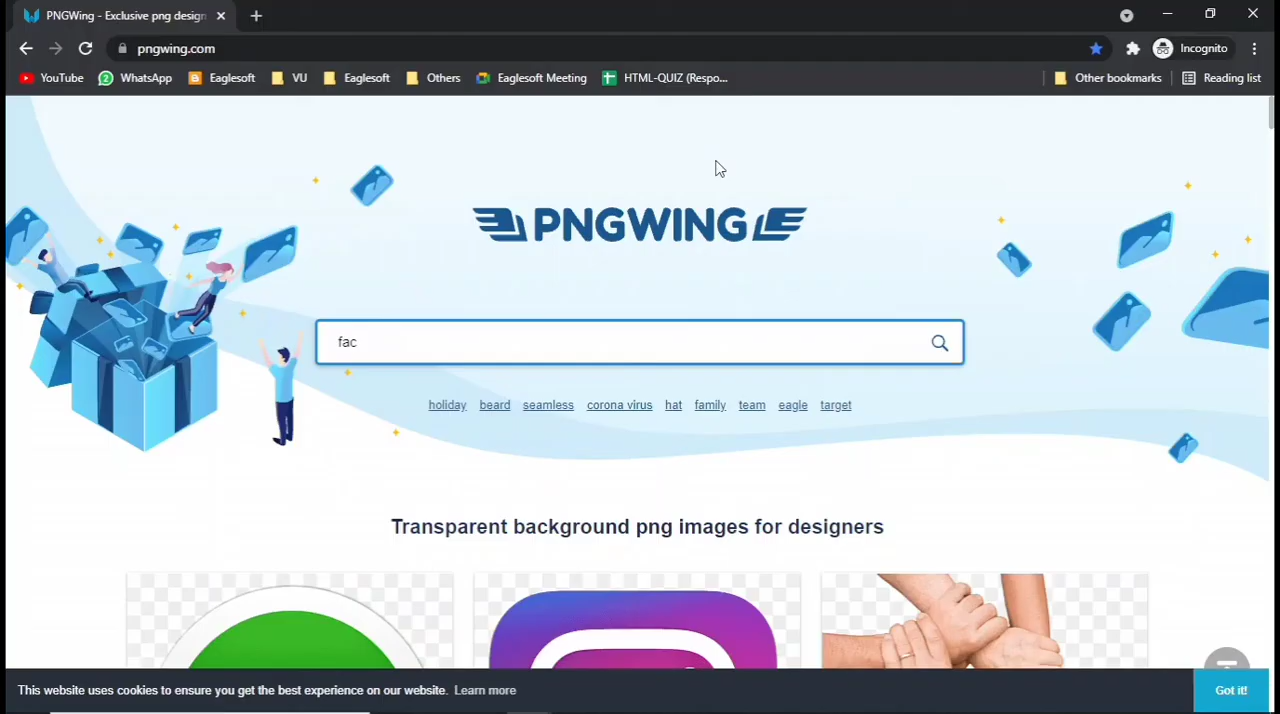 PNGWing - Exclusive png design
pngwing.com
Incognito
YouTube WhatsApp Eaglesoft VU Eaglesoft Others Eaglesoft Meeting HTML-QUIZ (Respo... Other bookmarks Reading list
PNGWING
fac
holiday beard seamless corona virus hat family team eagle target
Transparent background png images for designers
This website uses cookies to ensure you get the best experience on our website. Learn more
Got it!